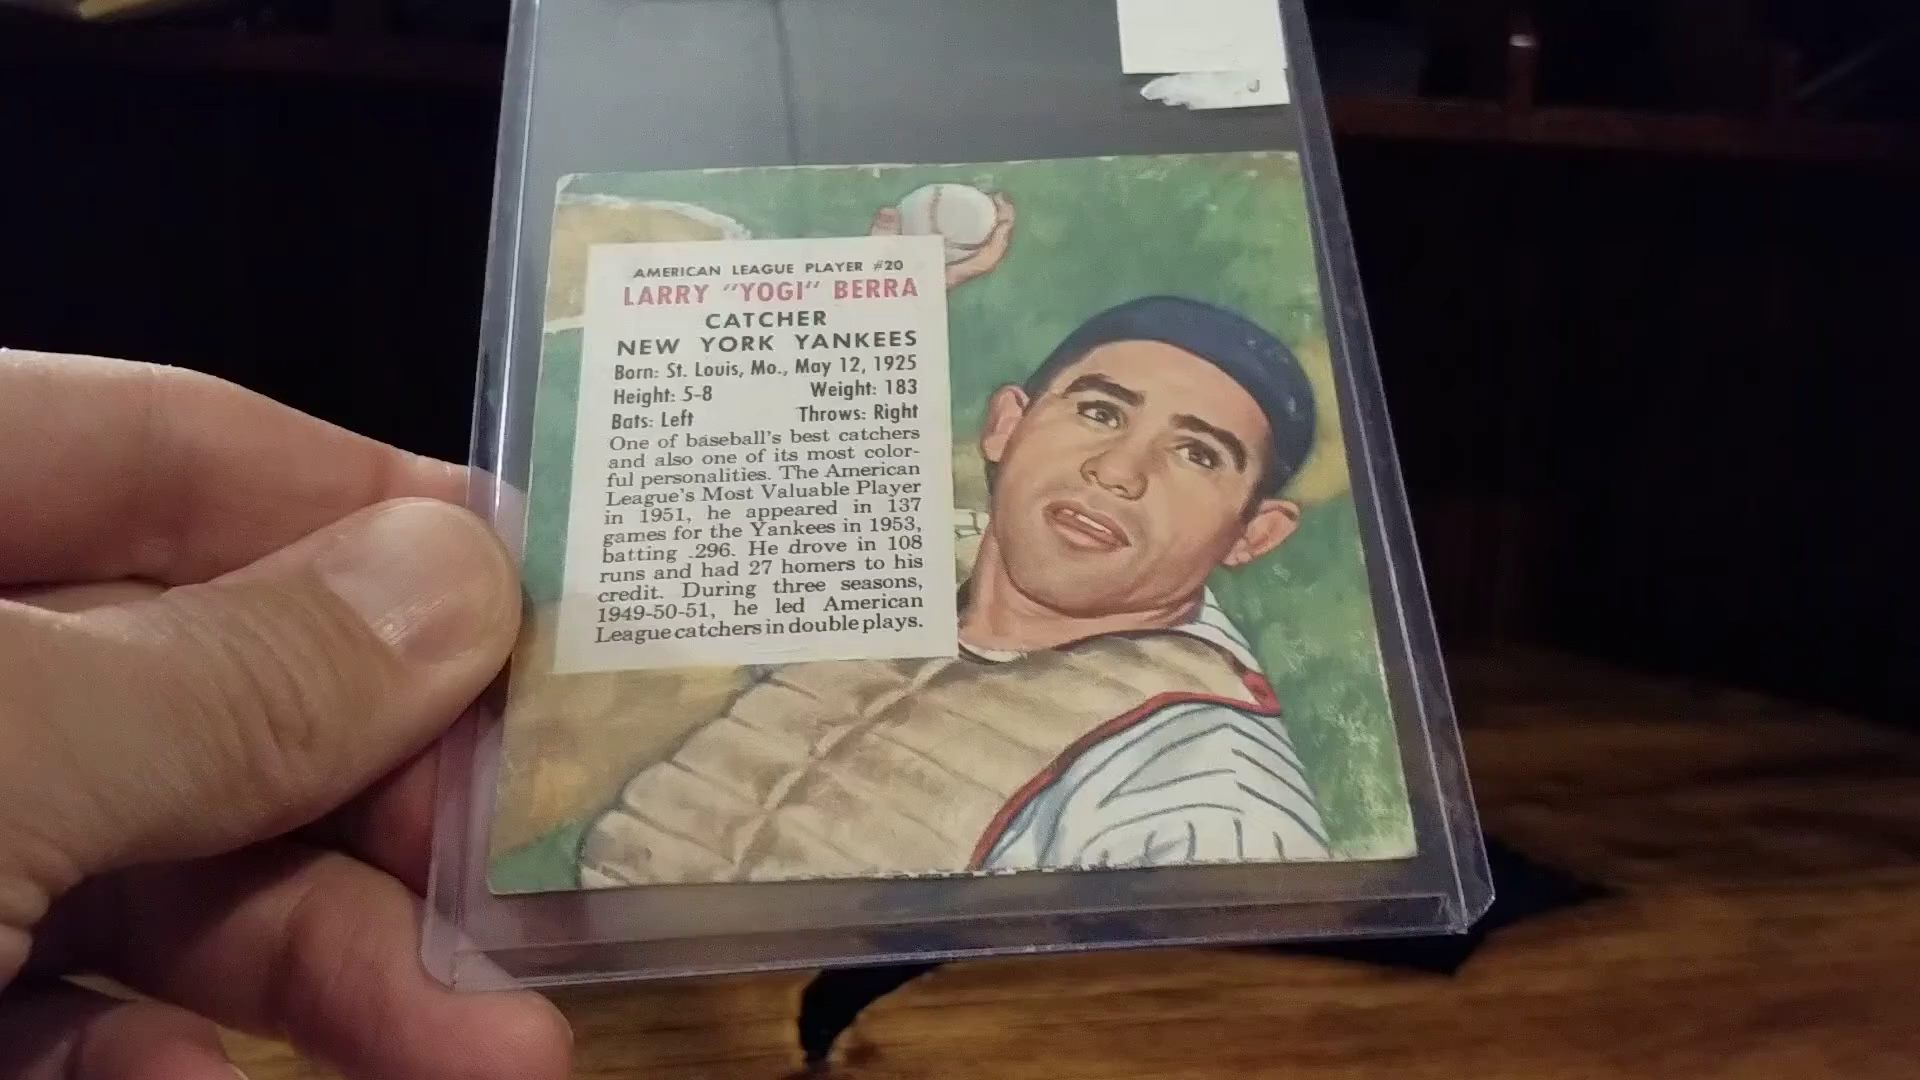 AMERICAN LEAGUE PLAYER #20
LARRY "YOGI" BERRA
CATCHER
NEW YORK YANKEES
Born: St. Louis, Mo., May 12, 1925
Height: 5-8 Weight: 183
Bats: Left Throws: Right
One of baseball's best catchers
and also one of its most color-
ful personalities. The American
League's Most Valuable Player
in 1951, he appeared in 137
games for the Yankees in 1953,
batting .296. He drove in 108
runs and had 27 homers to his
credit. During three seasons,
1949-50-51, he led American
League catchers in double plays.